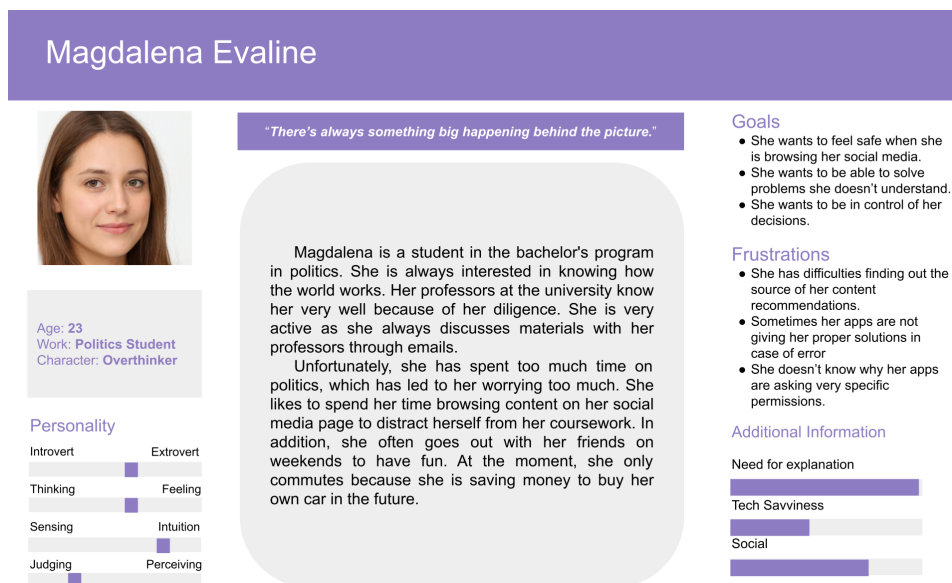 Magdalena Evaline
“There’s always something big happening behind the picture.”
Age: 23
Work: Politics Student
Character: Overthinker
Personality
Introvert Extrovert
Thinking Feeling
Sensing Intuition
Judging Perceiving
Magdalena is a student in the bachelor's program
in politics. She is always interested in knowing how
the world works. Her professors at the university know
her very well because of her diligence. She is very
active as she always discusses materials with her
professors through emails.
Unfortunately, she has spent too much time on
politics, which has led to her worrying too much. She
likes to spend her time browsing content on her social
media page to distract herself from her coursework. In
addition, she often goes out with her friends on
weekends to have fun. At the moment, she only
commutes because she is saving money to buy her
own car in the future.
Goals
● She wants to feel safe when she
is browsing her social media.
● She wants to be able to solve
problems she doesn’t understand.
● She wants to be in control of her
decisions.
Frustrations
● She has difficulties finding out the
source of her content
recommendations.
● Sometimes her apps are not
giving her proper solutions in
case of error
● She doesn’t know why her apps
are asking very specific
permissions.
Additional Information
Need for explanation
Tech Savviness
Social